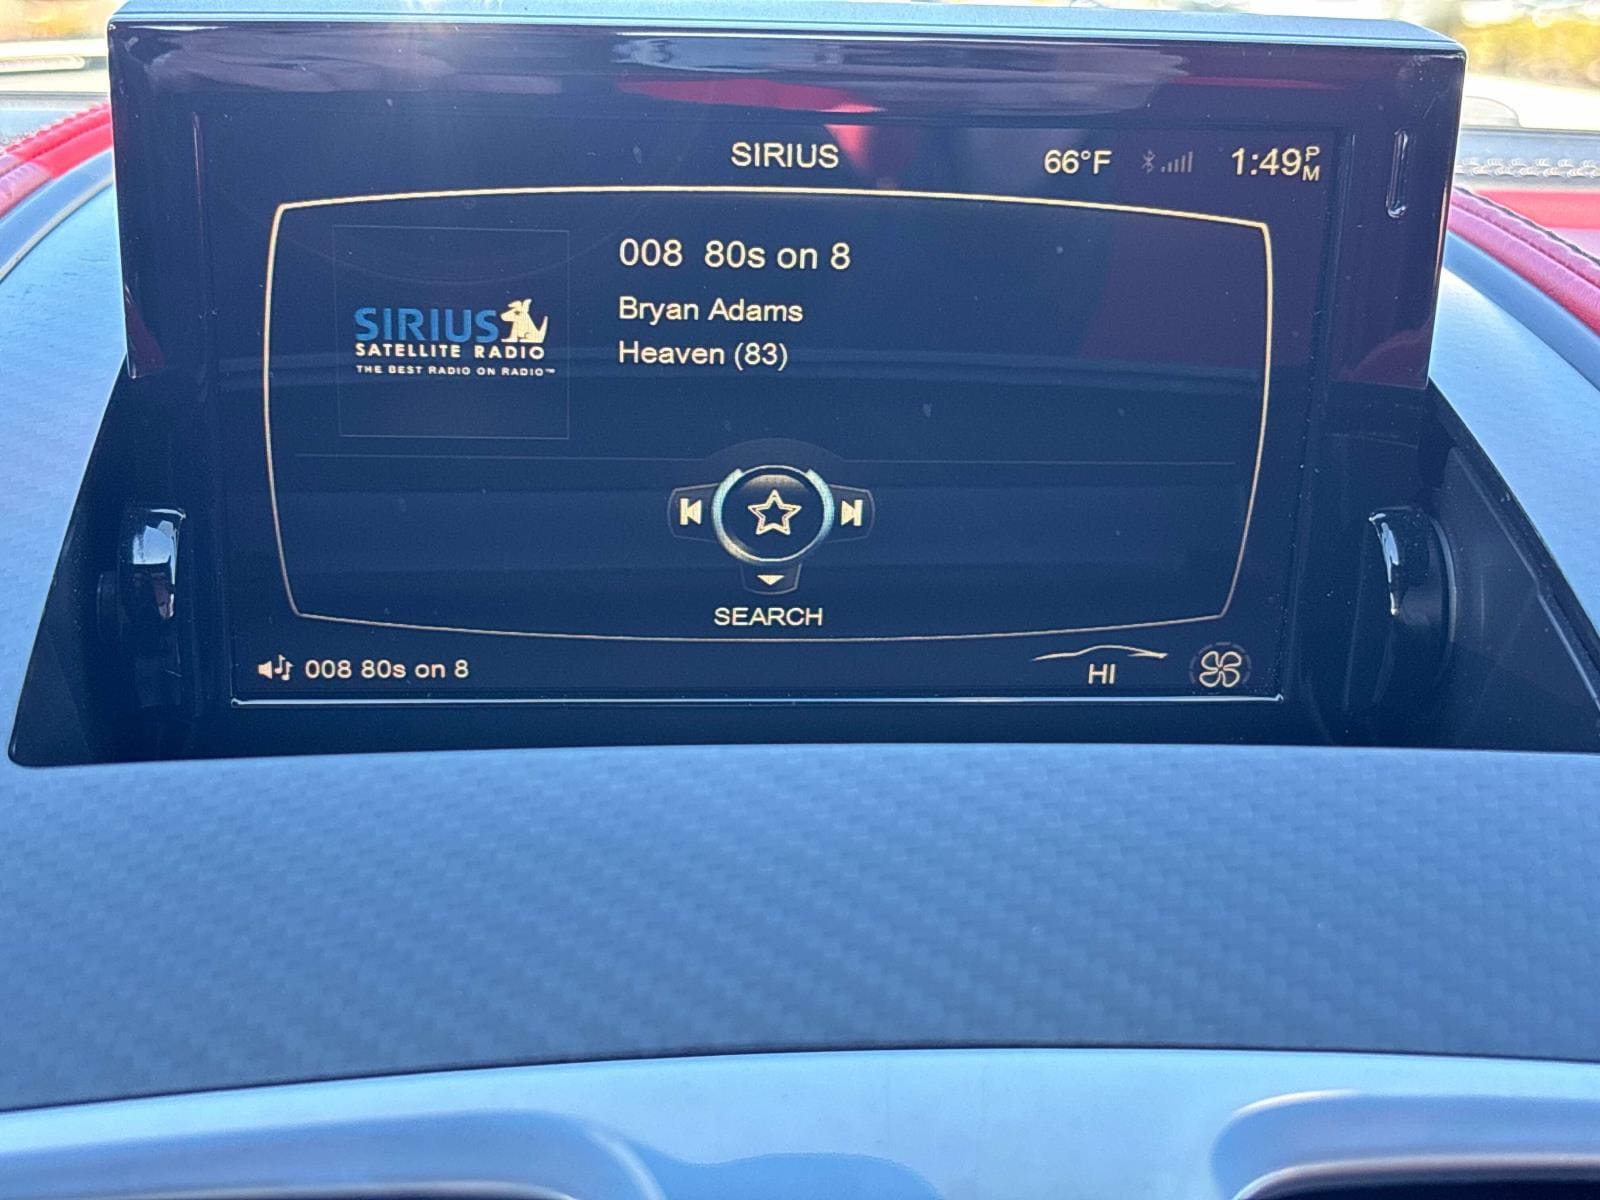 SIRIUS
66°F
1:49PM
008 80s on 8
Bryan Adams
Heaven (83)
SIRIUS
SATELLITE RADIO
THE BEST RADIO ON RADIO™
SEARCH
008 80s on 8
HI